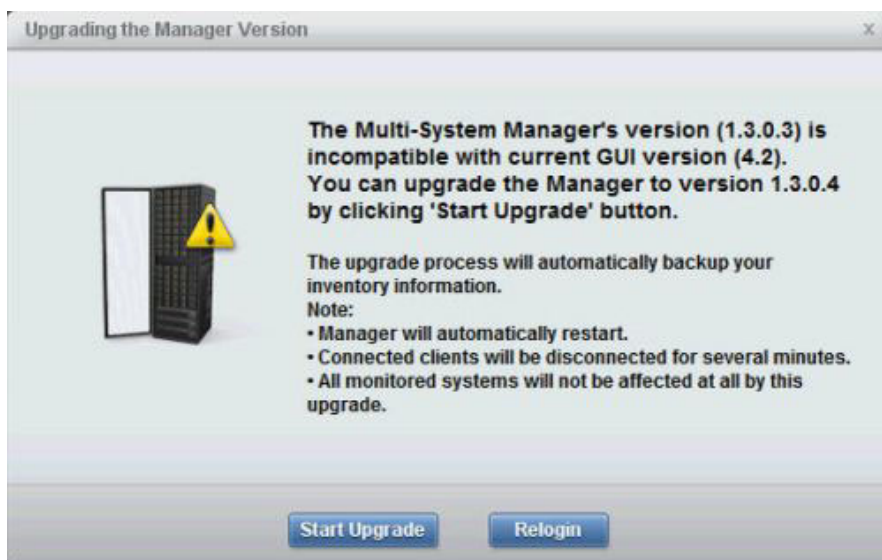 Upgrading the Manager Version
x
The Multi-System Manager's version (1.3.0.3) is
incompatible with current GUI version (4.2).
You can upgrade the Manager to version 1.3.0.4
by clicking 'Start Upgrade' button.
The upgrade process will automatically backup your
inventory information.
Note:
• Manager will automatically restart.
• Connected clients will be disconnected for several minutes.
• All monitored systems will not be affected at all by this
upgrade.
Start Upgrade
Relogin